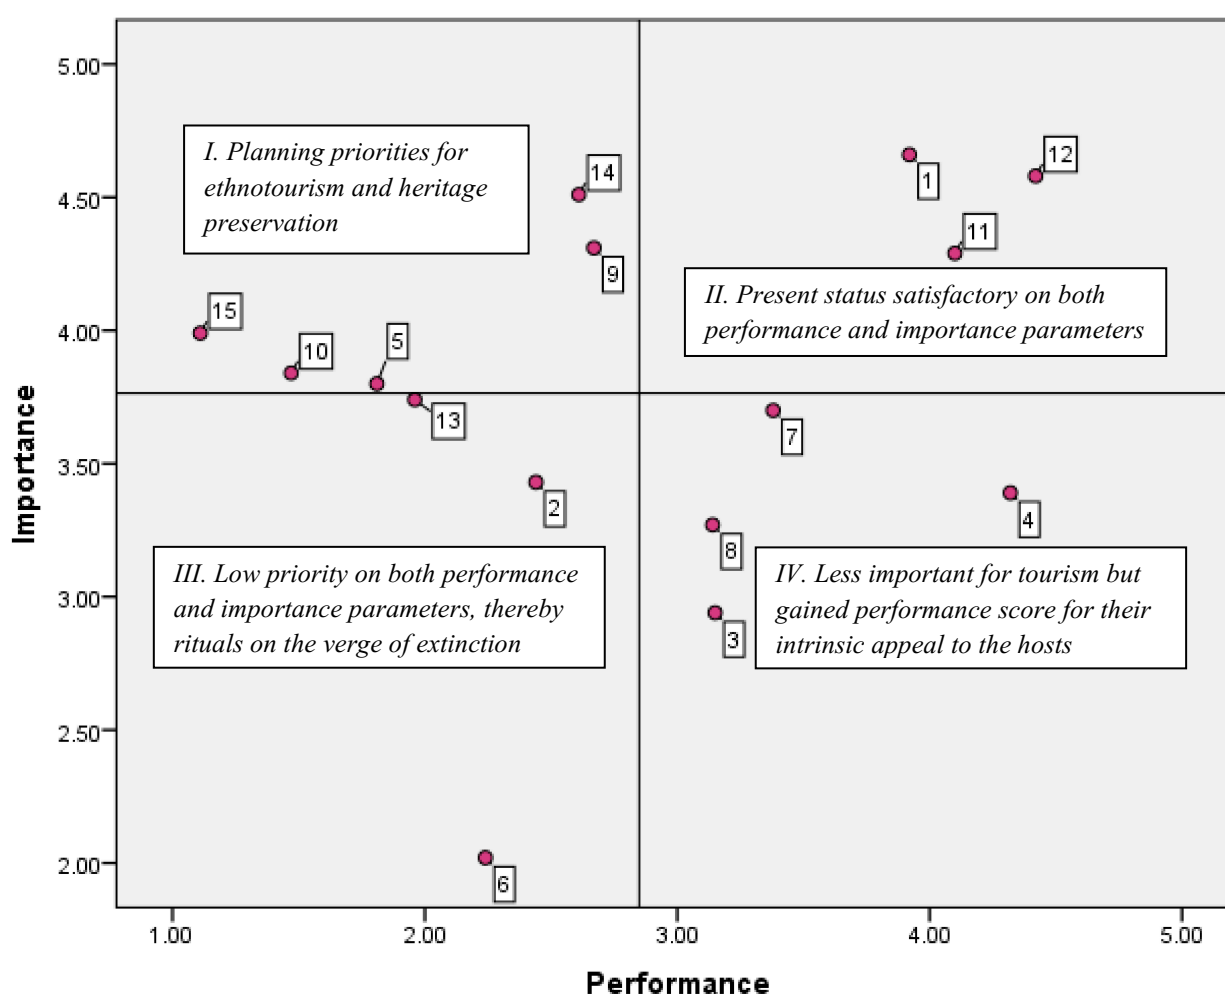 5.00
I. Planning priorities for
ethnotourism and heritage
preservation
14
1
12
4.50
9
11
II. Present status satisfactory on both
performance and importance parameters
15
4.00
10
5
13
7
3.50
2
4
8
III. Low priority on both performance
and importance parameters, thereby
rituals on the verge of extinction
IV. Less important for tourism but
gained performance score for their
intrinsic appeal to the hosts
3.00
3
2.50
2.00
6
Importance
1.00 2.00 3.00 4.00 5.00
Performance